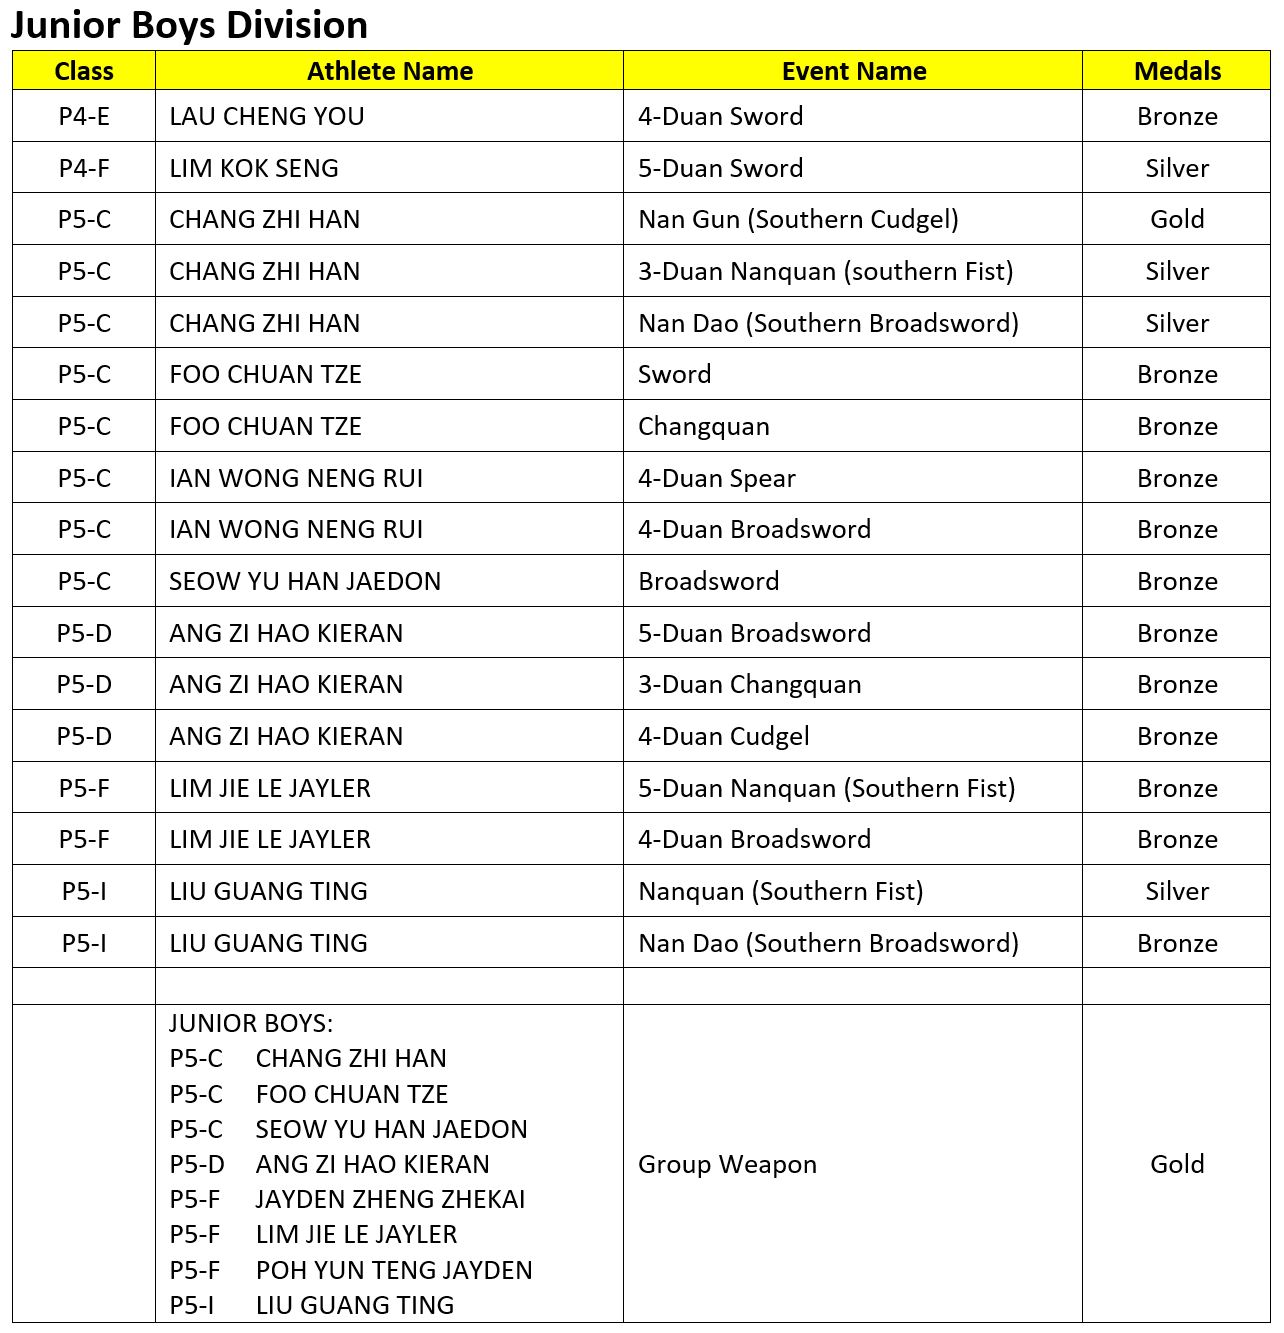 Junior Boys Division
Class Athlete Name Event Name Medals
P4-E LAU CHENG YOU 4-Duan Sword Bronze
P4-F LIM KOK SENG 5-Duan Sword Silver
P5-C CHANG ZHI HAN Nan Gun (Southern Cudgel) Gold
P5-C CHANG ZHI HAN 3-Duan Nanquan (southern Fist) Silver
P5-C CHANG ZHI HAN Nan Dao (Southern Broadsword) Silver
P5-C FOO CHUAN TZE Sword Bronze
P5-C FOO CHUAN TZE Changquan Bronze
P5-C IAN WONG NENG RUI 4-Duan Spear Bronze
P5-C IAN WONG NENG RUI 4-Duan Broadsword Bronze
P5-C SEOW YU HAN JAEDON Broadsword Bronze
P5-D ANG ZI HAO KIERAN 5-Duan Broadsword Bronze
P5-D ANG ZI HAO KIERAN 3-Duan Changquan Bronze
P5-D ANG ZI HAO KIERAN 4-Duan Cudgel Bronze
P5-F LIM JIE LE JAYLER 5-Duan Nanquan (Southern Fist) Bronze
P5-F LIM JIE LE JAYLER 4-Duan Broadsword Bronze
P5-I LIU GUANG TING Nanquan (Southern Fist) Silver
P5-I LIU GUANG TING Nan Dao (Southern Broadsword) Bronze
JUNIOR BOYS:
P5-C CHANG ZHI HAN
P5-C FOO CHUAN TZE
P5-C SEOW YU HAN JAEDON
P5-D ANG ZI HAO KIERAN
P5-F JAYDEN ZHENG ZHEKAI
P5-F LIM JIE LE JAYLER
P5-F POH YUN TENG JAYDEN
P5-I LIU GUANG TING
Group Weapon
Gold